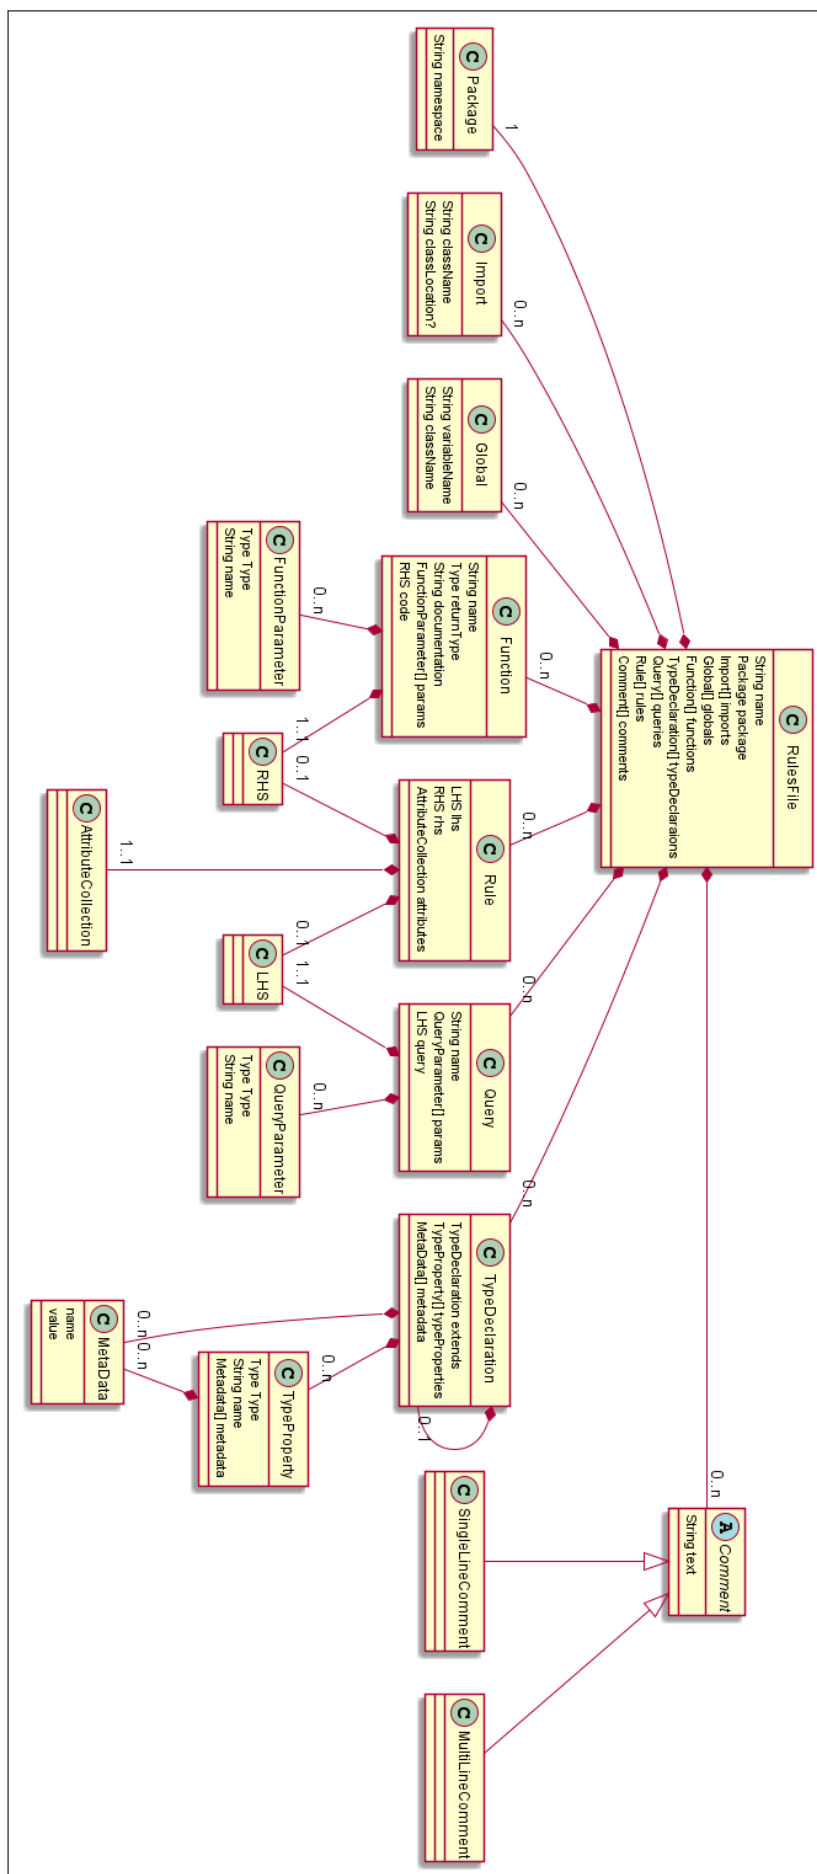 C Package
String namespace
1
C Import
String className
String classLocation?
0..n
C Global
String variableName
String className
0..n
C RulesFile
String name
Package package
Import[] imports
Global[] globals
Function[] functions
TypeDeclaration[] typeDeclaraions
Query[] queries
Rule[] rules
Comment[] comments
C Function
String name
Type returnType
String documentation
FunctionParameter[] params
RHS code
0..n
C FunctionParameter
Type Type
String name
0..n
C RHS
1..1
0..1
C Rule
LHS lhs
RHS rhs
AttributeCollection attributes
0..n
C AttributeCollection
1..1
C LHS
0..1
1..1
C Query
String name
QueryParameter[] params
LHS query
0..n
C QueryParameter
Type Type
String name
0..n
C TypeDeclaration
TypeDeclaration extends
TypeProperty[] typeProperties
MetaData[] metadata
0..n
0..1
C TypeProperty
Type Type
String name
Metadata[] metadata
0..n
C MetaData
name
value
0..n
0..n
A Comment
String text
0..n
C SingleLineComment
C MultiLineComment